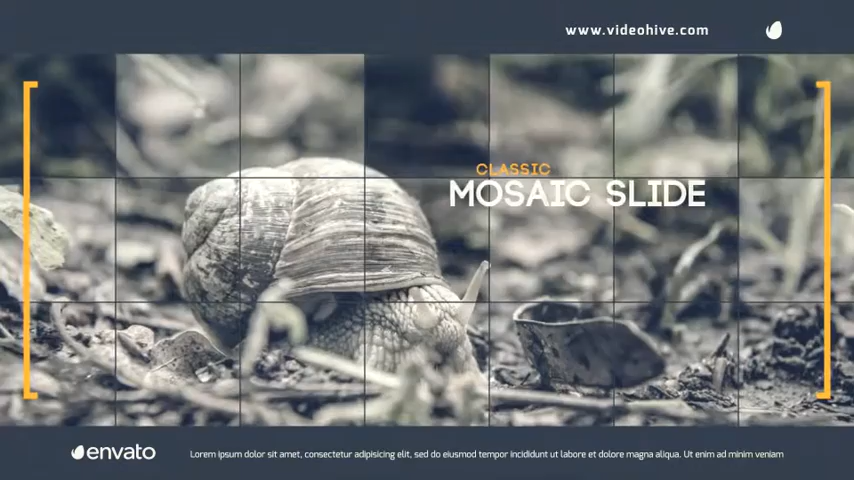 www.videohive.com
CLASSIC
MOSAIC SLIDE
envato
Lorem ipsum dolor sit amet, consectetur adipisicing elit, sed do eiusmod tempor incididunt ut labore et dolore magna aliqua. Ut enim ad minim veniam